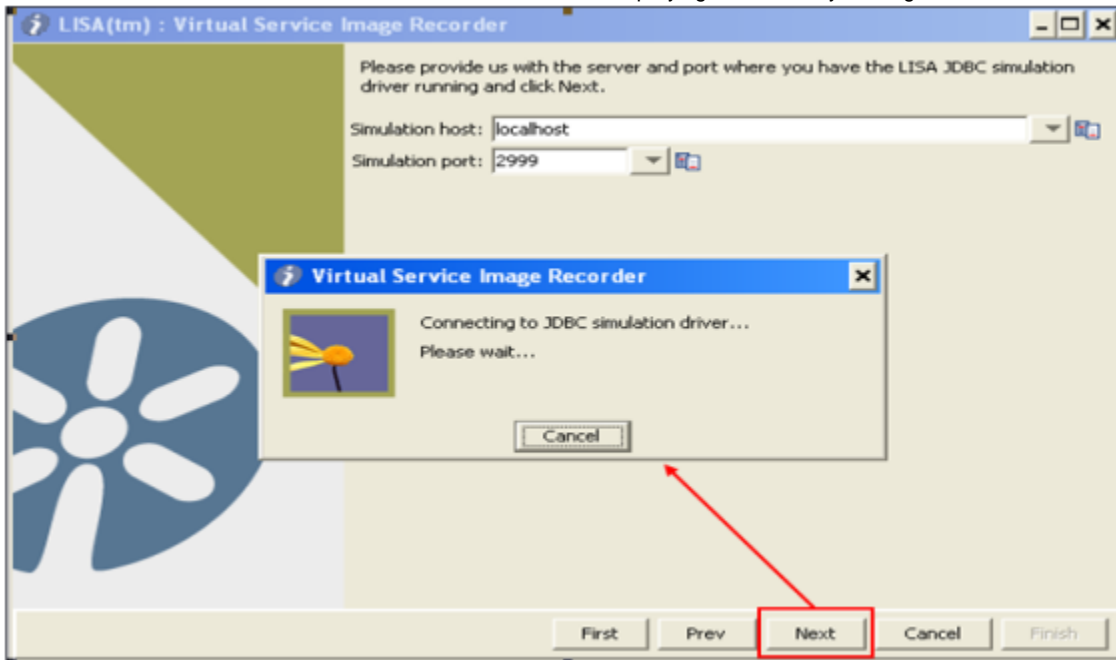 LISA(tm) : Virtual Service Image Recorder
Please provide us with the server and port where you have the LISA JDBC simulation
driver running and click Next.
Simulation host: localhost
Simulation port: 2999
Virtual Service Image Recorder
Connecting to JDBC simulation driver...
Please wait...
Cancel
First Prev Next Cancel Finish